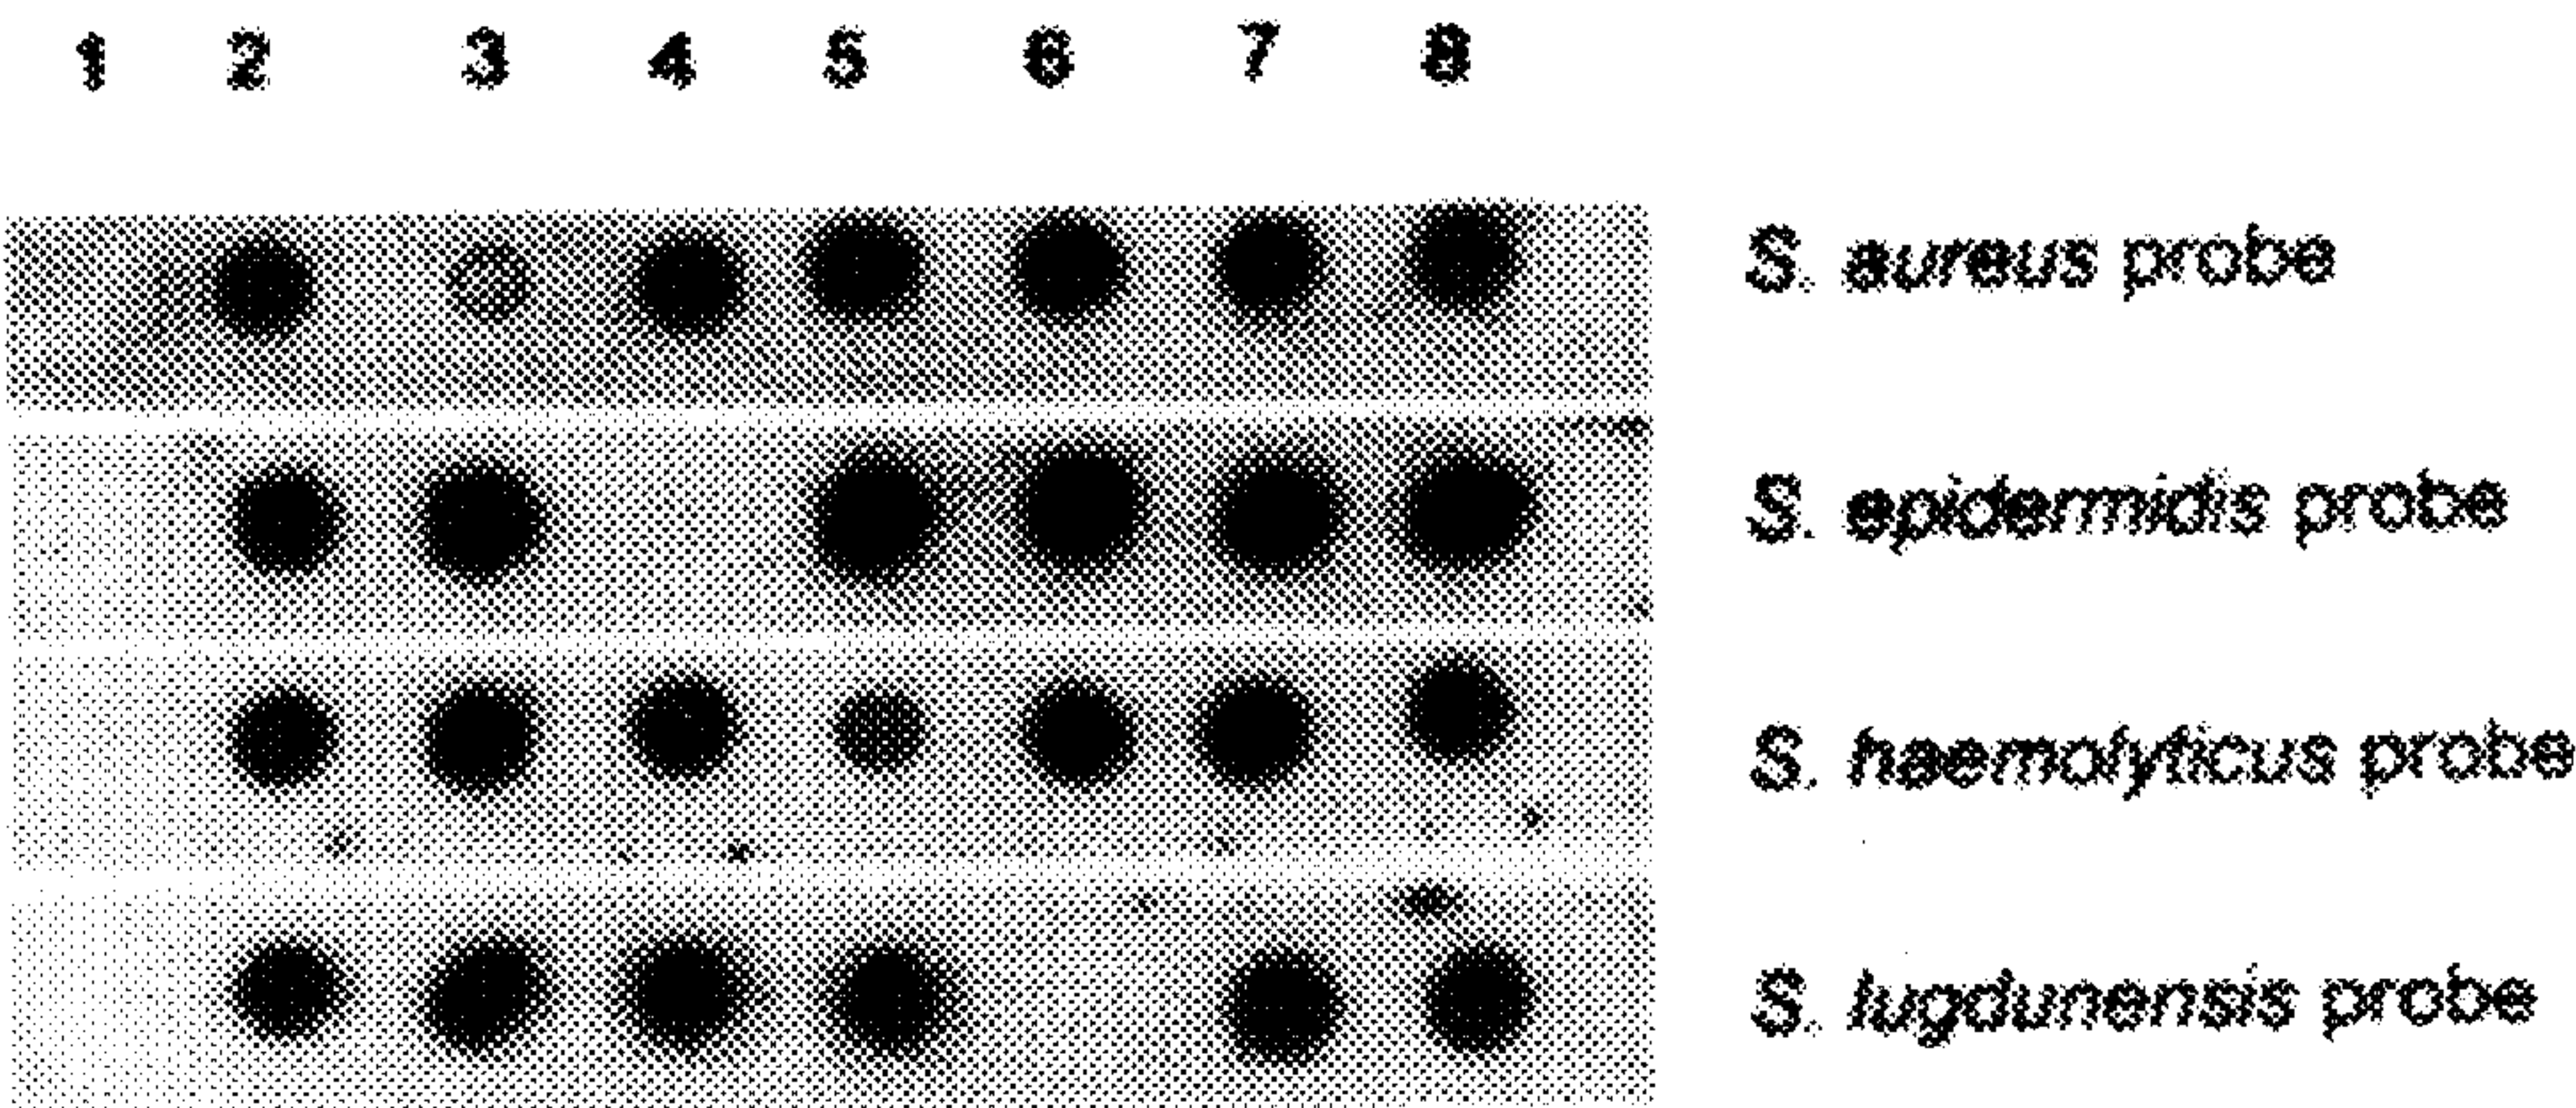 1 2 3 4 5 6 7 8
S. aureus probe
S. epidermidis probe
S. haemolyticus probe
S. lugdunensis probe